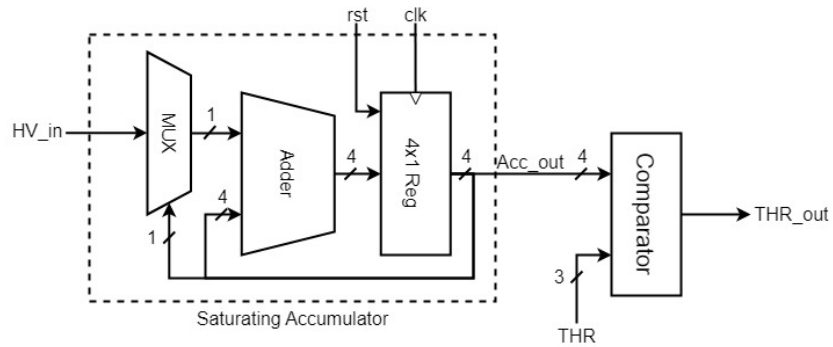 rst
clk
HV_in
MUX
1
Adder
4
4
4x1 Reg
4
Acc_out
4
Comparator
THR_out
1
3
THR
Saturating Accumulator